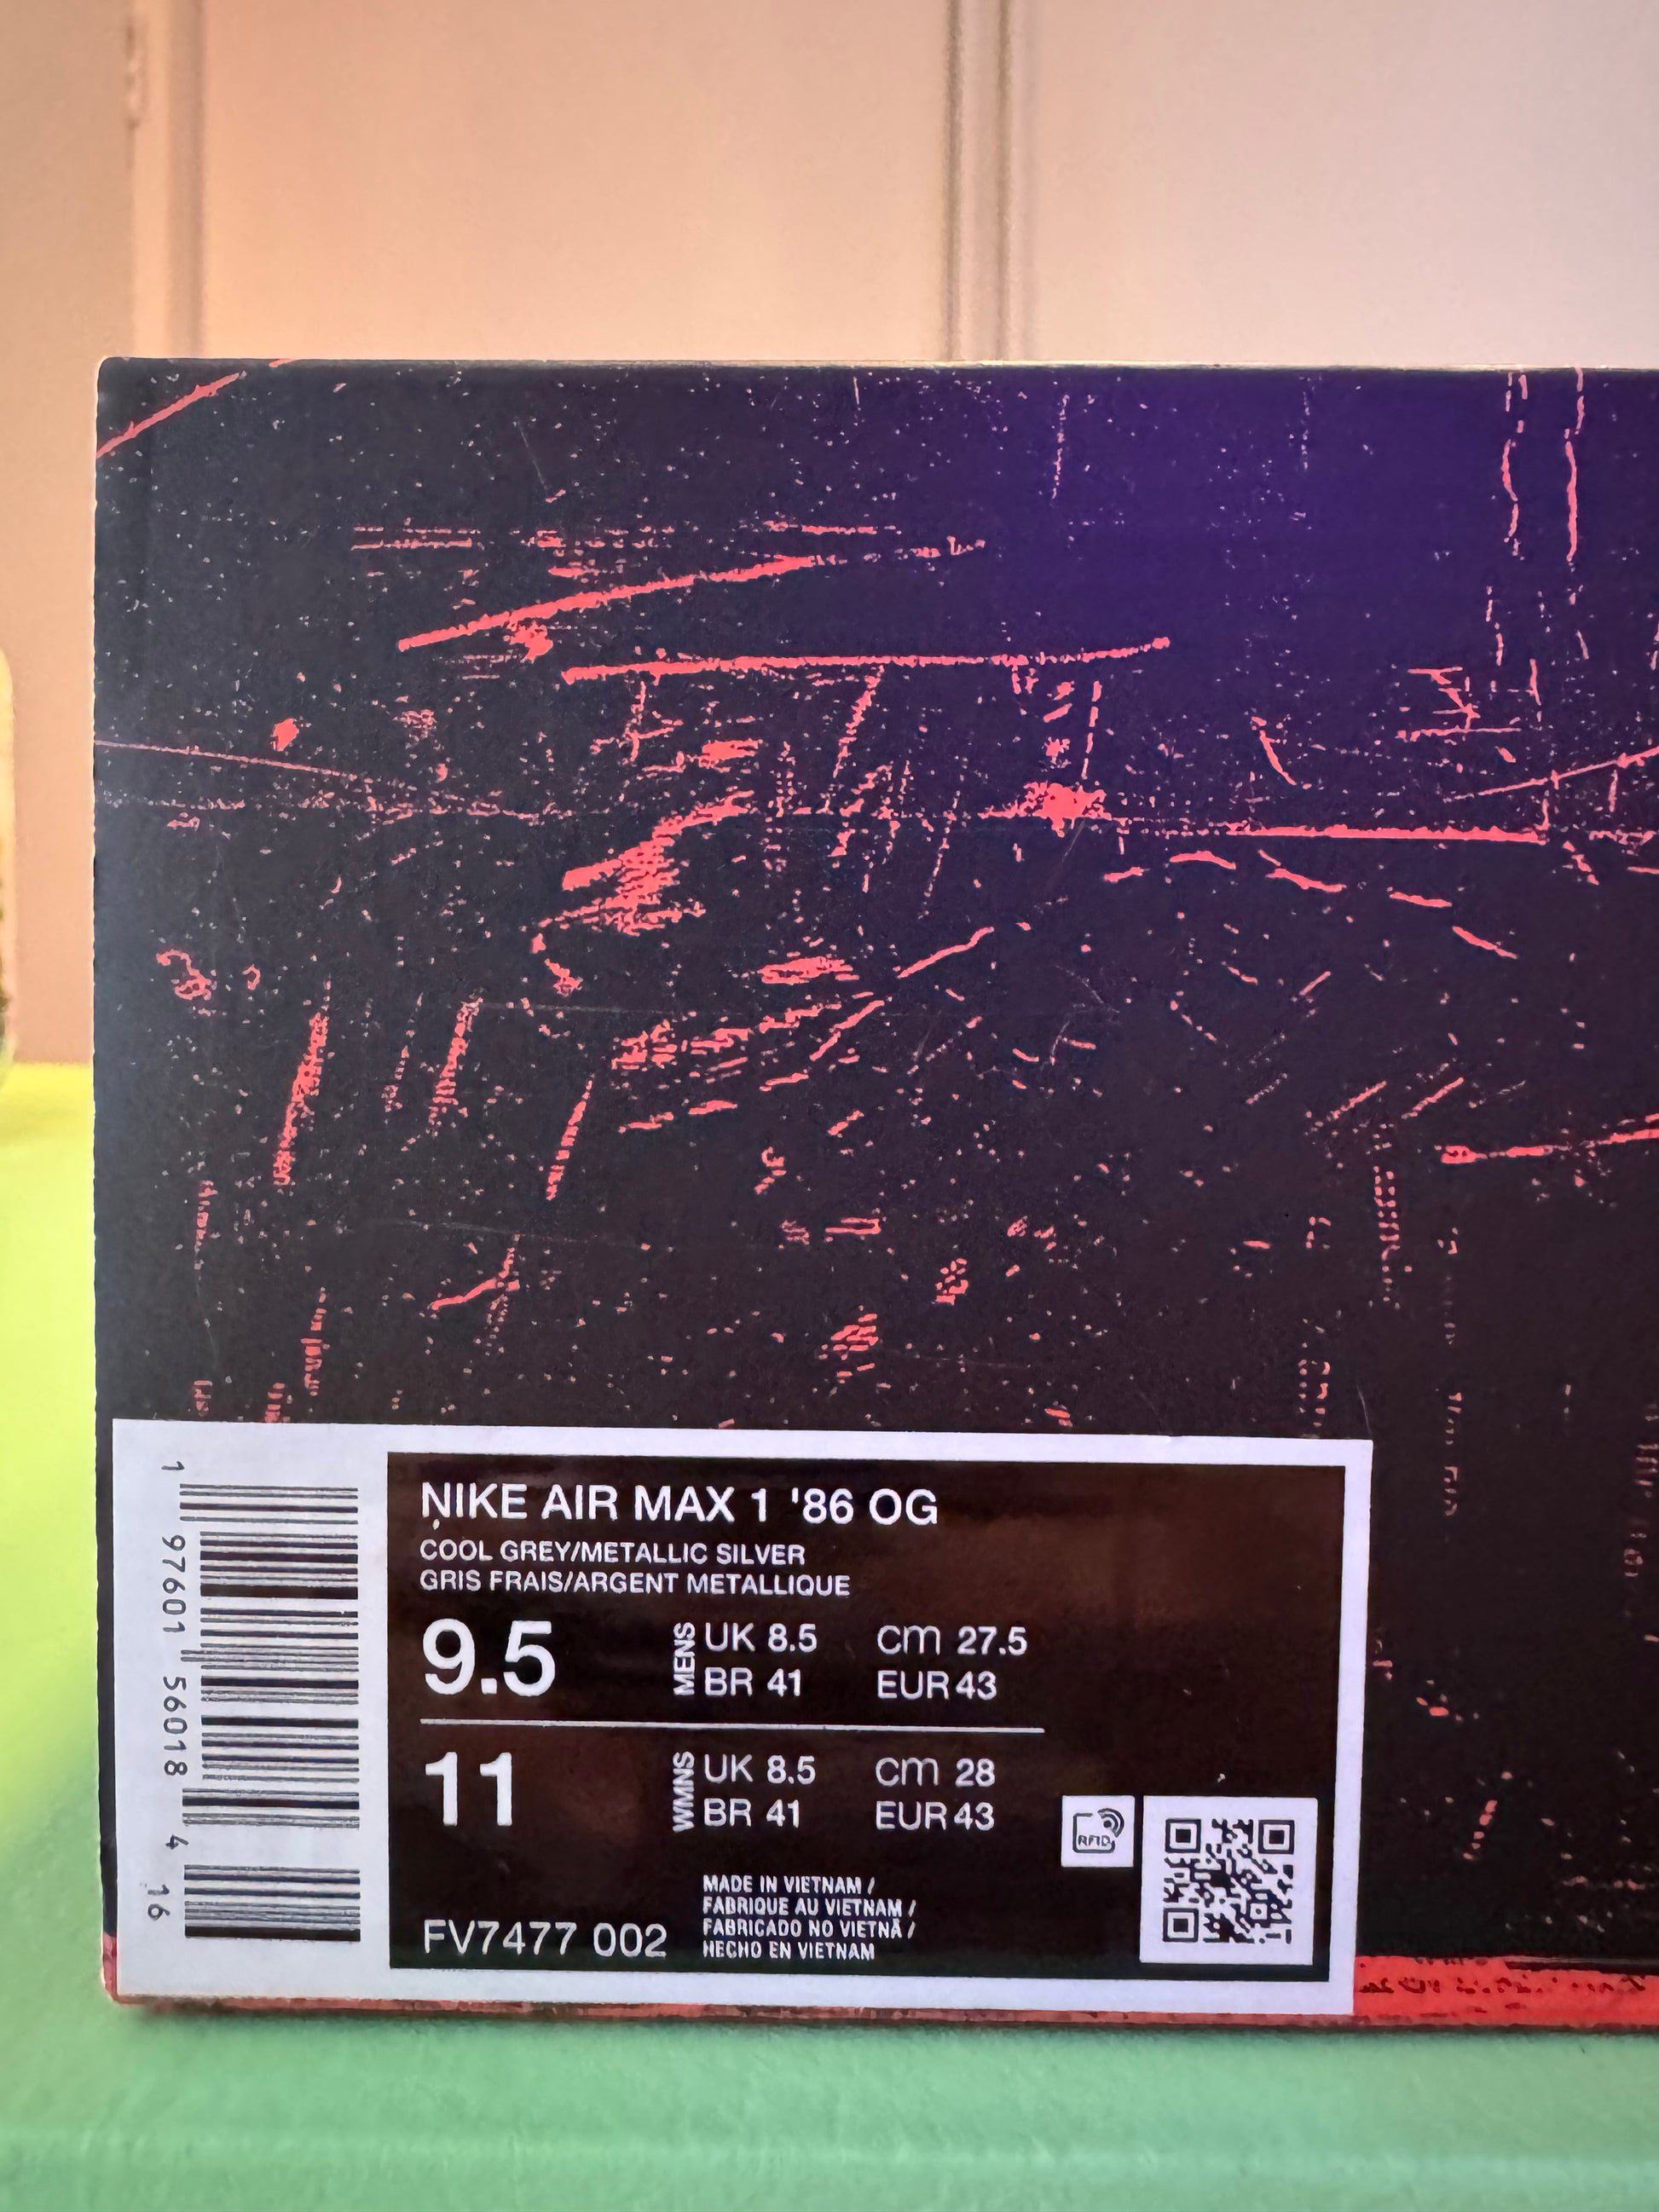 NIKE AIR MAX 1 '86 OG
COOL GREY/METALLIC SILVER
GRIS FRAIS/ARGENT METALLIQUE
9.5
MENS
UK 8.5
CM 27.5
BR 41
EUR 43
11
WMNS
UK 8.5
CM 28
BR 41
EUR 43
FV7477 002
MADE IN VIETNAM /
FABRIQUE AU VIETNAM /
FABRICADO NO VIETNÃ /
HECHO EN VIETNAM
RFID
1 97601 56018 4 16